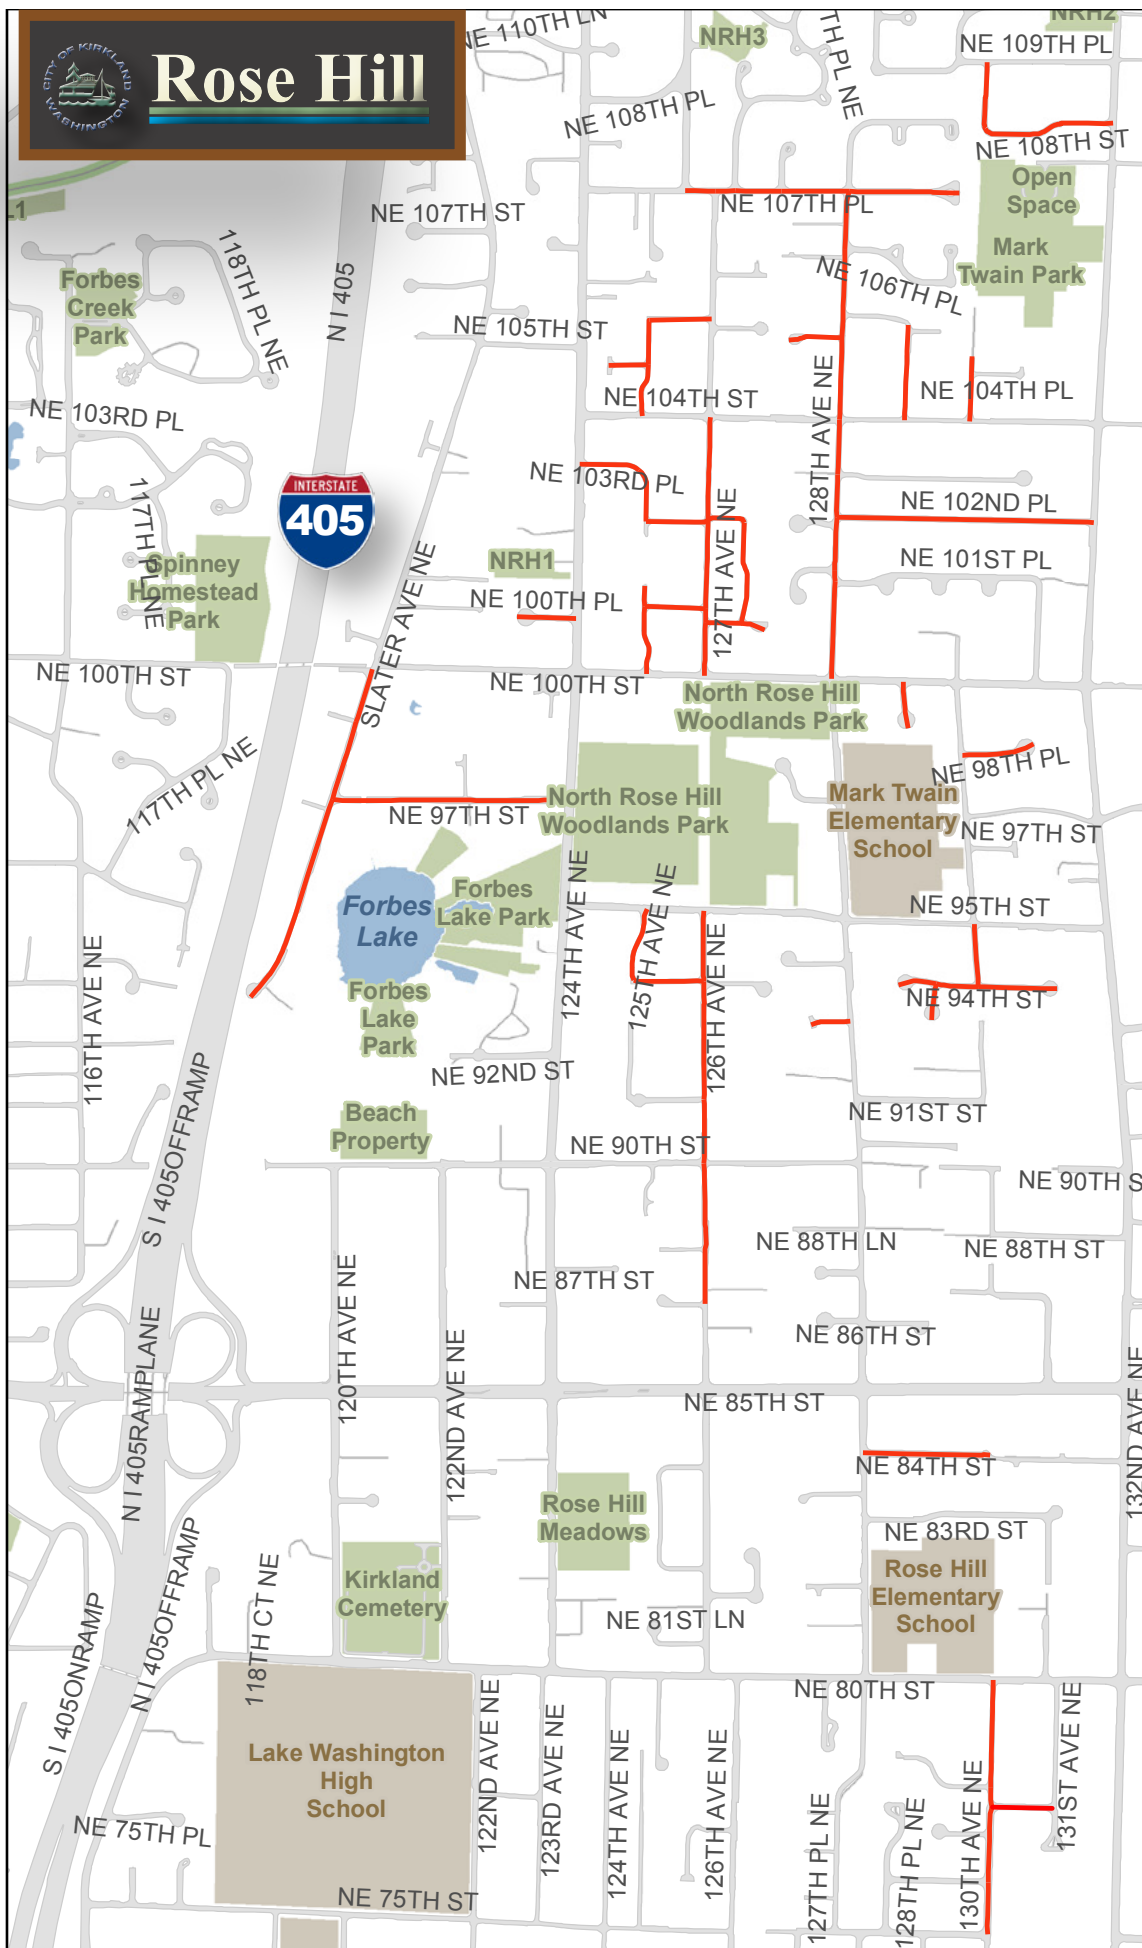 CITY OF KIRKLAND
WASHINGTON
Rose Hill
NE 110TH LN
NRH3
TH PL NE
NRH2
NE 109TH PL
NE 108TH PL
NE 108TH ST
Open
Space
L1
NE 107TH ST
NE 107TH PL
Mark
Twain Park
118TH PL NE
Forbes
Creek
Park
N I 405
NE 106TH PL
NE 105TH ST
NE 104TH ST
NE 104TH PL
128TH AVE NE
NE 103RD PL
NE 103RD PL
INTERSTATE
405
117TH PL NE
NE 102ND PL
127TH AVE NE
SLATER AVE NE
NRH1
NE 101ST PL
Spinney
Homestead
Park
NE 100TH PL
NE 100TH ST
NE 100TH ST
North Rose Hill
Woodlands Park
117TH PL NE
NE 98TH PL
North Rose Hill
Woodlands Park
Mark Twain
Elementary
School
NE 97TH ST
NE 97TH ST
Forbes
Lake
Forbes
Lake Park
124TH AVE NE
125TH AVE NE
NE 95TH ST
126TH AVE NE
116TH AVE NE
Forbes
Lake
Park
NE 94TH ST
NE 92ND ST
S I 405OFFRAMP
Beach
Property
NE 91ST ST
NE 90TH ST
NE 90TH S
NE 88TH LN
NE 88TH ST
120TH AVE NE
NE 87TH ST
N I 405RAMPLANE
122ND AVE NE
NE 86TH ST
132ND AVE NE
NE 85TH ST
NE 84TH ST
Rose Hill
Meadows
NE 83RD ST
N I 405OFFRAMP
118TH CT NE
Kirkland
Cemetery
Rose Hill
Elementary
School
NE 81ST LN
S I 405ONRAMP
NE 80TH ST
Lake Washington
High
School
122ND AVE NE
123RD AVE NE
124TH AVE NE
126TH AVE NE
127TH PL NE
128TH PL NE
130TH AVE NE
131ST AVE NE
NE 75TH PL
NE 75TH ST